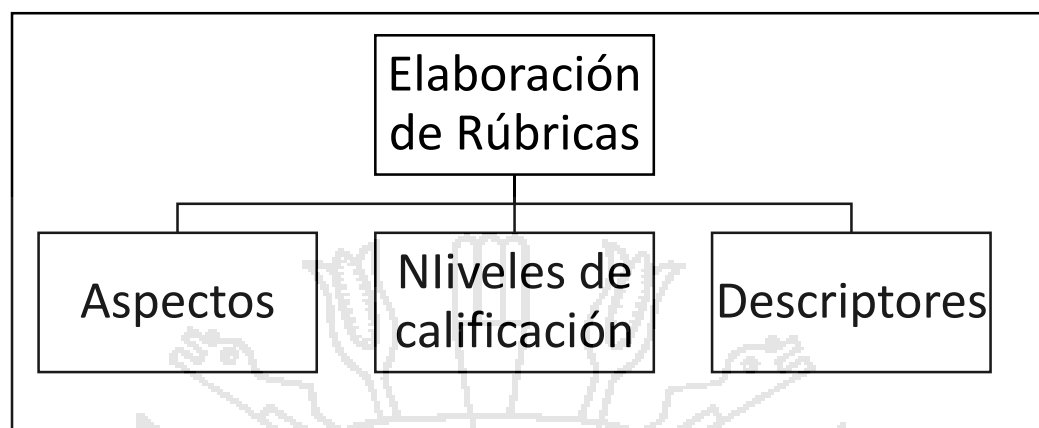 Elaboración
de Rúbricas
Aspectos
NIiveles de
calificación
Descriptores